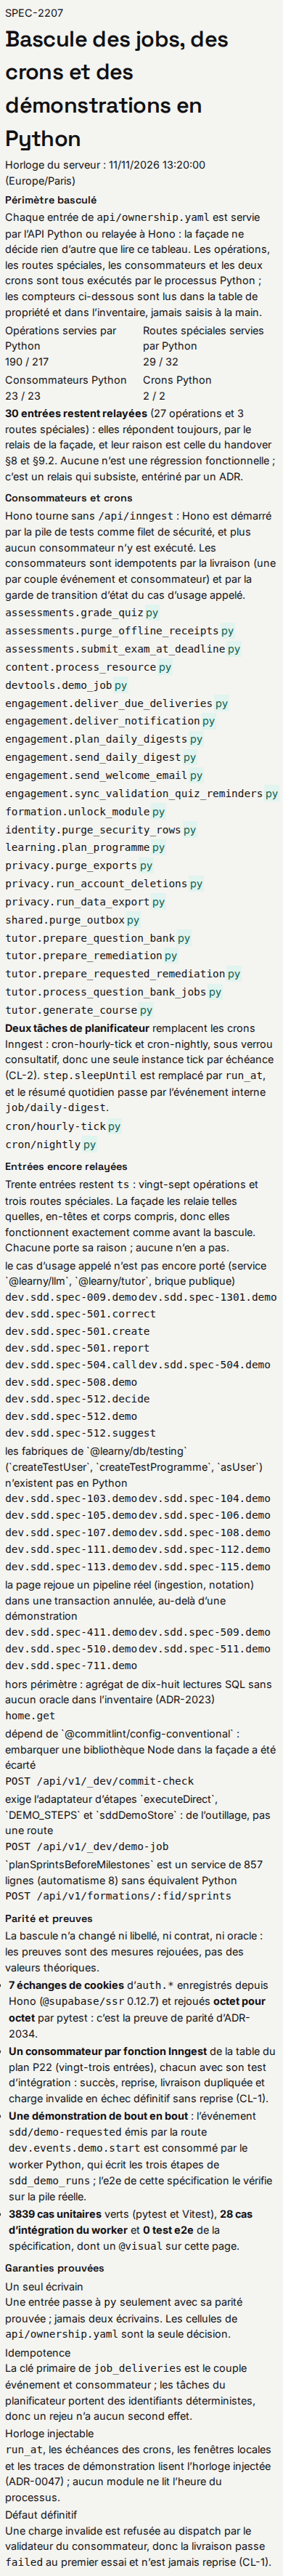 SPEC-2207
Bascule des jobs, des
crons et des
démonstrations en
Python
Horloge du serveur : 11/11/2026 13:20:00
(Europe/Paris)
Périmètre basculé
Chaque entrée de api/ownership.yaml est servie
par l'API Python ou relayée à Hono : la façade ne
décide rien d'autre que lire ce tableau. Les opérations,
les routes spéciales, les consommateurs et les deux
crons sont tous exécutés par le processus Python ;
les compteurs ci-dessous sont lus dans la table de
propriété et dans l'inventaire, jamais saisis à la main.
Opérations servies par
Python
190 / 217
Routes spéciales servies
par Python
29 / 32
Consommateurs Python
23 / 23
Crons Python
2 / 2
30 entrées restent relayées (27 opérations et 3
routes spéciales) : elles répondent toujours, par le
relais de la façade, et leur raison est celle du handover
§8 et §9.2. Aucune n'est une régression fonctionnelle ;
c'est un relais qui subsiste, entériné par un ADR.
Consommateurs et crons
Hono tourne sans /api/inngest : Hono est démarré
par la pile de tests comme filet de sécurité, et plus
aucun consommateur n'y est exécuté. Les
consommateurs sont idempotents par la livraison (une
par couple événement et consommateur) et par la
garde de transition d'état du cas d'usage appelé.
assessments.grade_quiz py
assessments.purge_offline_receipts py
assessments.submit_exam_at_deadline py
content.process_resource py
devtools.demo_job py
engagement.deliver_due_deliveries py
engagement.deliver_notification py
engagement.plan_daily_digests py
engagement.send_daily_digest py
engagement.send_welcome_email py
engagement.sync_validation_quiz_reminders py
formation.unlock_module py
identity.purge_security_rows py
learning.plan_programme py
privacy.purge_exports py
privacy.run_account_deletions py
privacy.run_data_export py
shared.purge_outbox py
tutor.prepare_question_bank py
tutor.prepare_remediation py
tutor.prepare_requested_remediation py
tutor.process_question_bank_jobs py
tutor.generate_course py
Deux tâches de planificateur remplacent les crons
Inngest : cron-hourly-tick et cron-nightly, sous verrou
consultatif, donc une seule instance tick par échéance
(CL-2). step.sleepUntil est remplacé par run_at,
et le résumé quotidien passe par l'événement interne
job/daily-digest.
cron/hourly-tick py
cron/nightly py
Entrées encore relayées
Trente entrées restent ts : vingt-sept opérations et
trois routes spéciales. La façade les relaie telles
quelles, en-têtes et corps compris, donc elles
fonctionnent exactement comme avant la bascule.
Chacune porte sa raison ; aucune n'en a pas.
le cas d'usage appelé n'est pas encore porté (service
`@learny/llm`, `@learny/tutor`, brique publique)
dev.sdd.spec-009.demo dev.sdd.spec-1301.demo
dev.sdd.spec-501.correct
dev.sdd.spec-501.create
dev.sdd.spec-501.report
dev.sdd.spec-504.call dev.sdd.spec-504.demo
dev.sdd.spec-508.demo
dev.sdd.spec-512.decide
dev.sdd.spec-512.demo
dev.sdd.spec-512.suggest
les fabriques de `@learny/db/testing`
(`createTestUser`, `createTestProgramme`, `asUser`)
n'existent pas en Python
dev.sdd.spec-103.demo dev.sdd.spec-104.demo
dev.sdd.spec-105.demo dev.sdd.spec-106.demo
dev.sdd.spec-107.demo dev.sdd.spec-108.demo
dev.sdd.spec-111.demo dev.sdd.spec-112.demo
dev.sdd.spec-113.demo dev.sdd.spec-115.demo
la page rejoue un pipeline réel (ingestion, notation)
dans une transaction annulée, au-delà d'une
démonstration
dev.sdd.spec-411.demo dev.sdd.spec-509.demo
dev.sdd.spec-510.demo dev.sdd.spec-511.demo
dev.sdd.spec-711.demo
hors périmètre : agrégat de dix-huit lectures SQL sans
aucun oracle dans l'inventaire (ADR-2023)
home.get
dépend de `@commitlint/config-conventional` :
embarquer une bibliothèque Node dans la façade a été
écarté
POST /api/v1/_dev/commit-check
exige l'adaptateur d'étapes `executeDirect`,
`DEMO_STEPS` et `sddDemoStore` : de l'outillage, pas
une route
POST /api/v1/_dev/demo-job
`planSprintsBeforeMilestones` est un service de 857
lignes (automatisme 8) sans équivalent Python
POST /api/v1/formations/:fid/sprints
Parité et preuves
La bascule n'a changé ni libellé, ni contrat, ni oracle :
les preuves sont des mesures rejouées, pas des
valeurs théoriques.
• 7 échanges de cookies d'auth.* enregistrés depuis
Hono (@supabase/ssr 0.12.7) et rejoués octet pour
octet par pytest : c'est la preuve de parité d'ADR-
2034.
• Un consommateur par fonction Inngest de la table du
plan P22 (vingt-trois entrées), chacun avec son test
d'intégration : succès, reprise, livraison dupliquée et
charge invalide en échec définitif sans reprise (CL-1).
• Une démonstration de bout en bout : l'événement
sdd/demo-requested émis par la route
dev.events.demo.start est consommé par le
worker Python, qui écrit les trois étapes de
sdd_demo_runs ; l'e2e de cette spécification le vérifie
sur la pile réelle.
• 3839 cas unitaires verts (pytest et Vitest), 28 cas
d'intégration du worker et 0 test e2e de la
spécification, dont un @visual sur cette page.
Garanties prouvées
Un seul écrivain
Une entrée passe à py seulement avec sa parité
prouvée ; jamais deux écrivains. Les cellules de
api/ownership.yaml sont la seule décision.
Idempotence
La clé primaire de job_deliveries est le couple
événement et consommateur ; les tâches du
planificateur portent des identifiants déterministes,
donc un rejeu n'a aucun second effet.
Horloge injectable
run_at, les échéances des crons, les fenêtres locales
et les traces de démonstration lisent l'horloge injectée
(ADR-0047) ; aucun module ne lit l'heure du
processus.
Défaut définitif
Une charge invalide est refusée au dispatch par le
validateur du consommateur, donc la livraison passe
failed au premier essai et n'est jamais reprise (CL-1).